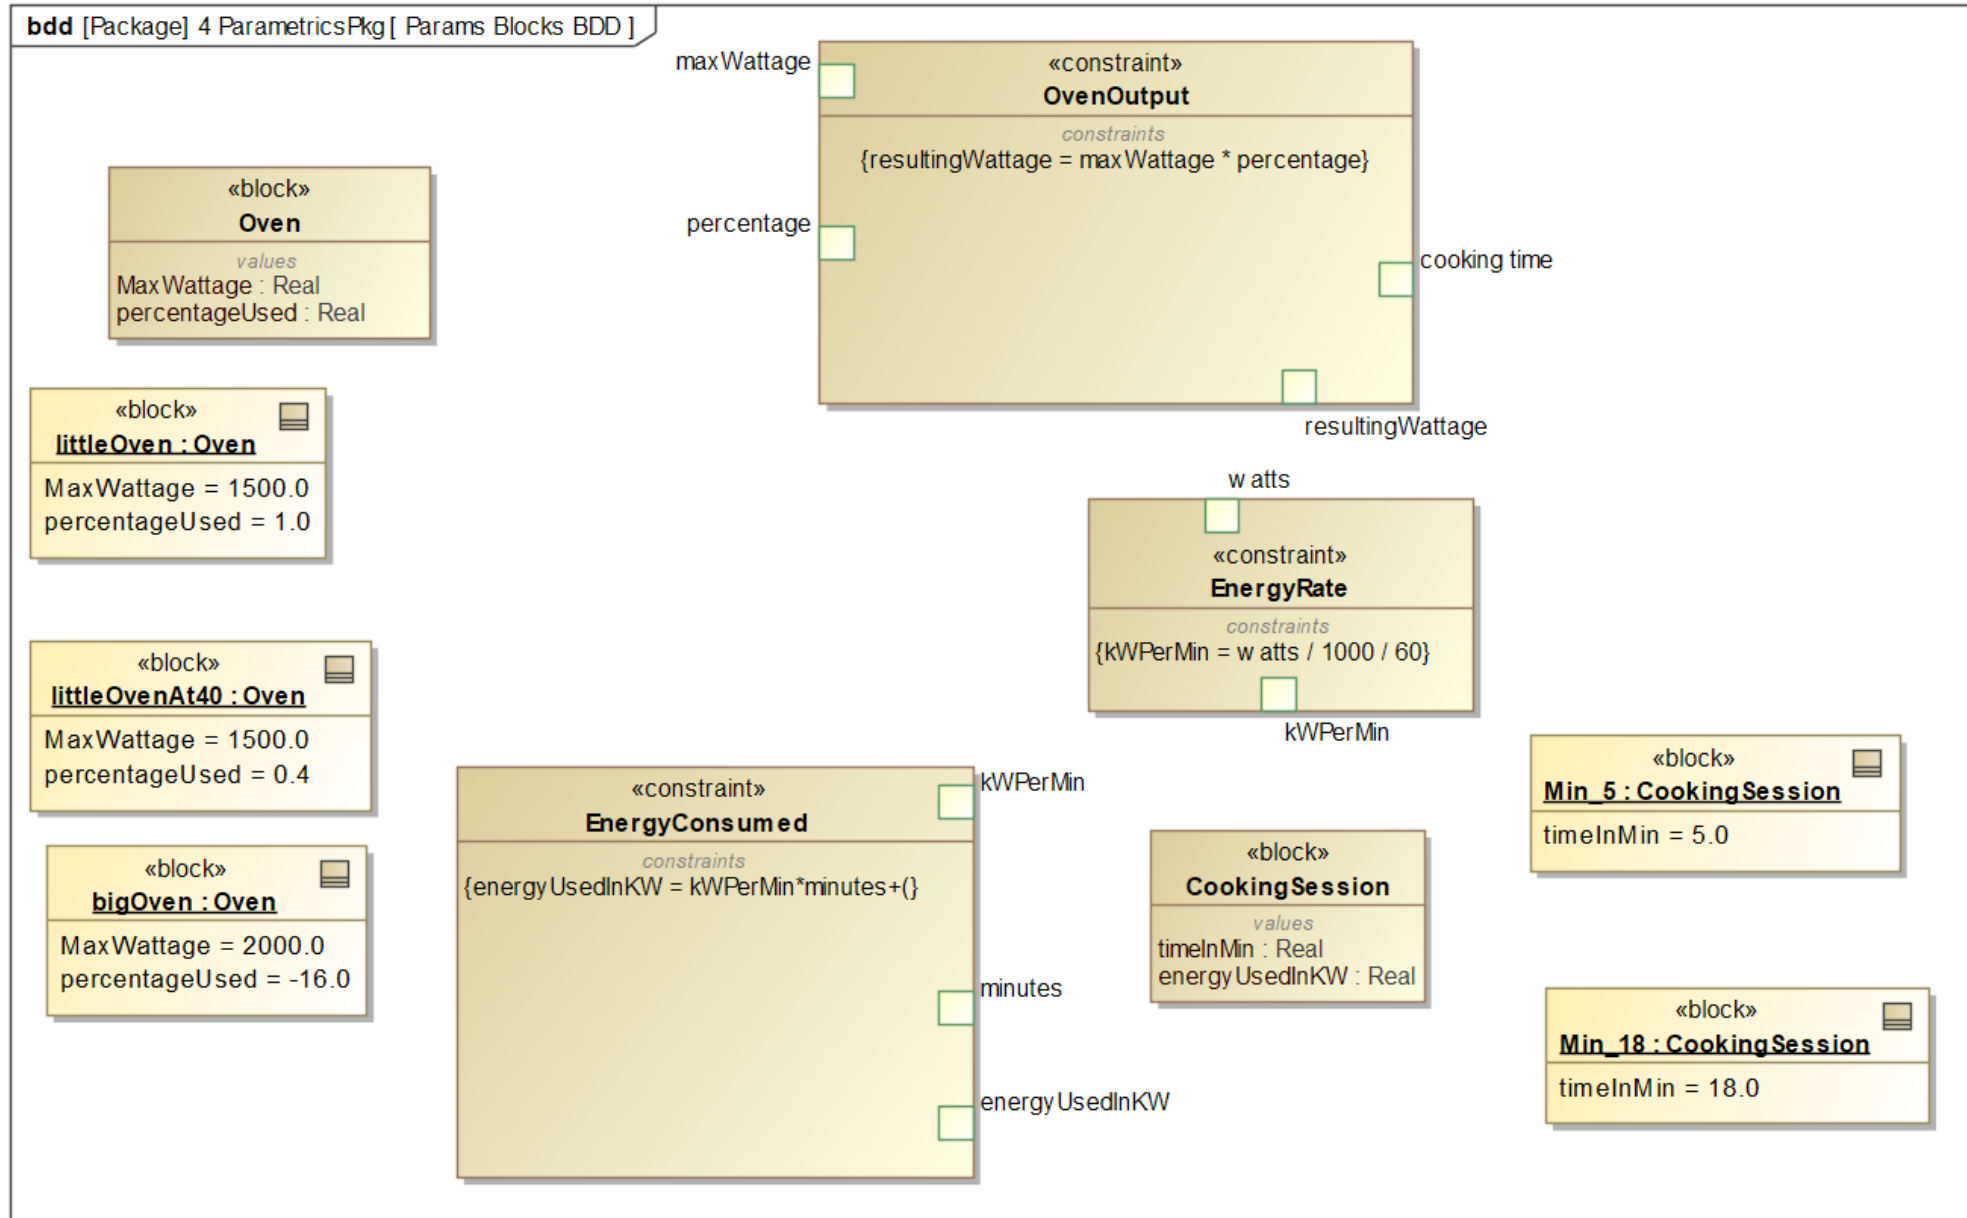 bdd [Package] 4 ParametricsPkg [ Params Blocks BDD ]
maxWattage
«constraint»
OvenOutput
constraints
{resultingWattage = maxWattage * percentage}
percentage
cooking time
resultingWattage
«block»
Oven
values
MaxWattage : Real
percentageUsed : Real
«block»
littleOven : Oven
MaxWattage = 1500.0
percentageUsed = 1.0
watts
«constraint»
EnergyRate
constraints
{kWPerMin = watts / 1000 / 60}
kWPerMin
«block»
littleOvenAt40 : Oven
MaxWattage = 1500.0
percentageUsed = 0.4
«block»
bigOven : Oven
MaxWattage = 2000.0
percentageUsed = -16.0
«constraint»
EnergyConsumed
constraints
{energyUsedInKW = kWPerMin*minutes+(}
kWPerMin
minutes
energyUsedInKW
«block»
CookingSession
values
timeInMin : Real
energyUsedInKW : Real
«block»
Min_5 : CookingSession
timeInMin = 5.0
«block»
Min_18 : CookingSession
timeInMin = 18.0